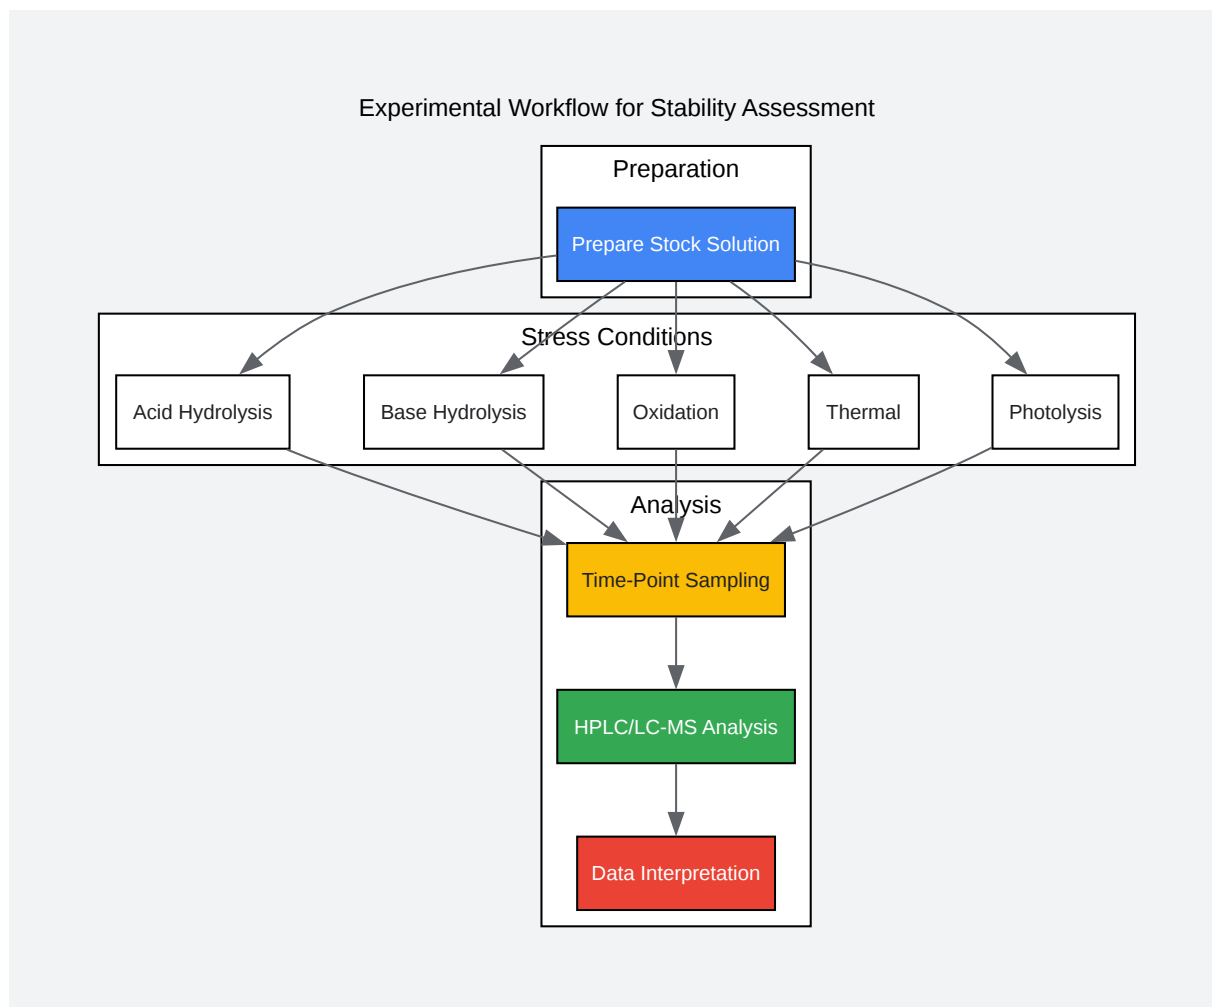 Experimental Workflow for Stability Assessment
Preparation
Prepare Stock Solution
Stress Conditions
Acid Hydrolysis
Base Hydrolysis
Oxidation
Thermal
Photolysis
Analysis
Time-Point Sampling
HPLC/LC-MS Analysis
Data Interpretation